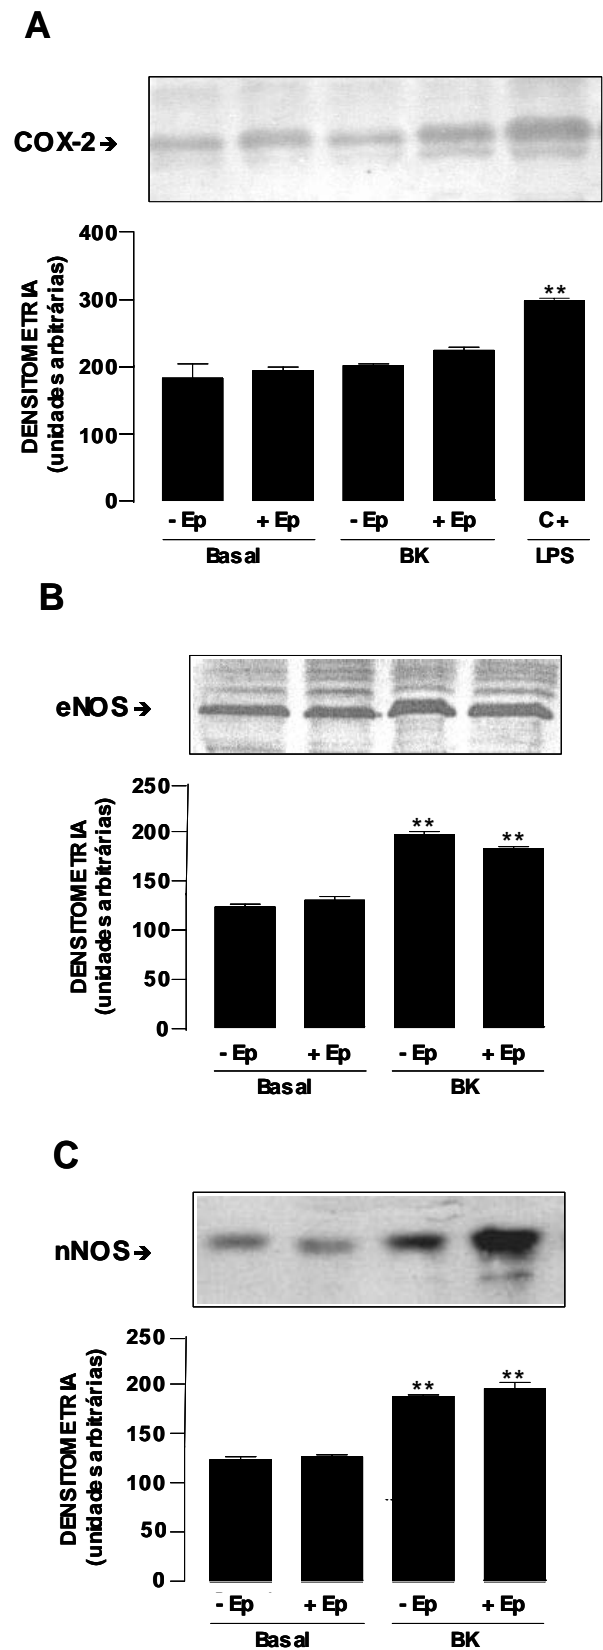 A
COX-2→
DENSITOMETRIA
(unidades arbitrárias)
400
300
200
100
0
**
- Ep + Ep - Ep + Ep C+
Basal BK LPS
B
eNOS→
DENSITOMETRIA
(unidades arbitrárias)
250
200
150
100
50
0
** **
- Ep + Ep - Ep + Ep
Basal BK
C
nNOS→
DENSITOMETRIA
(unidades arbitrárias)
250
200
150
100
50
0
** **
- Ep + Ep - Ep + Ep
Basal BK